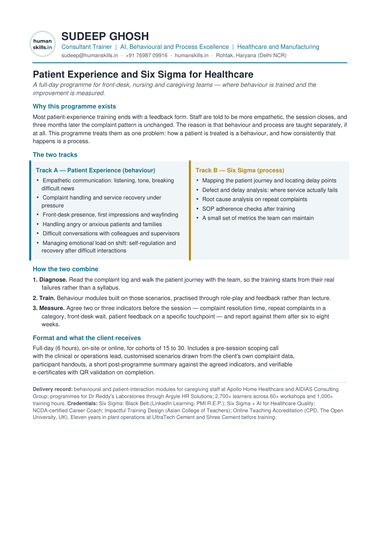 human
skills.in
SUDEEP GHOSH
Consultant Trainer | AI, Behavioural and Process Excellence | Healthcare and Manufacturing
sudeep@humanskills.in · +91 76987 09916 · humanskills.in · Rohtak, Haryana (Delhi NCR)
Patient Experience and Six Sigma for Healthcare
A full-day programme for front-desk, nursing and caregiving teams — where behaviour is trained and the
improvement is measured.
Why this programme exists
Most patient-experience training ends with a feedback form. Staff are told to be more empathetic, the session closes, and
three months later the complaint pattern is unchanged. The reason is that behaviour and process are taught separately, if
at all. This programme treats them as one problem: how a patient is treated is a behaviour, and how consistently that
happens is a process.
The two tracks
Track A — Patient Experience (behaviour)
• Empathetic communication: listening, tone, breaking
difficult news
• Complaint handling and service recovery under
pressure
• Front-desk presence, first impressions and wayfinding
• Handling angry or anxious patients and families
• Difficult conversations with colleagues and supervisors
• Managing emotional load on shift: self-regulation and
recovery after difficult interactions
Track B — Six Sigma (process)
• Mapping the patient journey and locating delay points
• Defect and delay analysis: where service actually fails
• Root cause analysis on repeat complaints
• SOP adherence checks after training
• A small set of metrics the team can maintain
How the two combine
1. Diagnose. Read the complaint log and walk the patient journey with the team, so the training starts from their real
failures rather than a syllabus.
2. Train. Behaviour modules built on those scenarios, practised through role-play and feedback rather than lecture.
3. Measure. Agree two or three indicators before the session — complaint resolution time, repeat complaints in a
category, front-desk wait, patient feedback on a specific touchpoint — and report against them after six to eight
weeks.
Format and what the client receives
Full-day (6 hours), on-site or online, for cohorts of 15 to 30. Includes a pre-session scoping call
with the clinical or operations lead, customised scenarios drawn from the client's own complaint data,
participant handouts, a short post-programme summary against the agreed indicators, and verifiable
e-certificates with QR validation on completion.
Delivery record: behavioural and patient-interaction modules for caregiving staff at Apollo Home Healthcare and AIDIAS Consulting
Group; programmes for Dr Reddy's Laboratories through Argyle HR Solutions; 2,700+ learners across 60+ workshops and 1,000+
training hours. Credentials: Six Sigma: Black Belt (LinkedIn Learning, PMI R.E.P.); Six Sigma + AI for Healthcare Quality;
NCDA-certified Career Coach; Impactful Training Design (Asian College of Teachers); Online Teaching Accreditation (CPD, The Open
University, UK). Eleven years in plant operations at UltraTech Cement and Shree Cement before training.